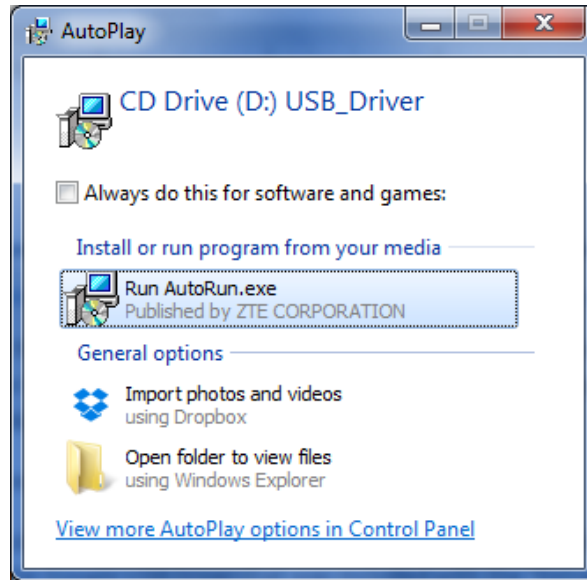 AutoPlay
CD Drive (D:) USB_Driver
Always do this for software and games:
Install or run program from your media
Run AutoRun.exe
Published by ZTE CORPORATION
General options
Import photos and videos
using Dropbox
Open folder to view files
using Windows Explorer
View more AutoPlay options in Control Panel